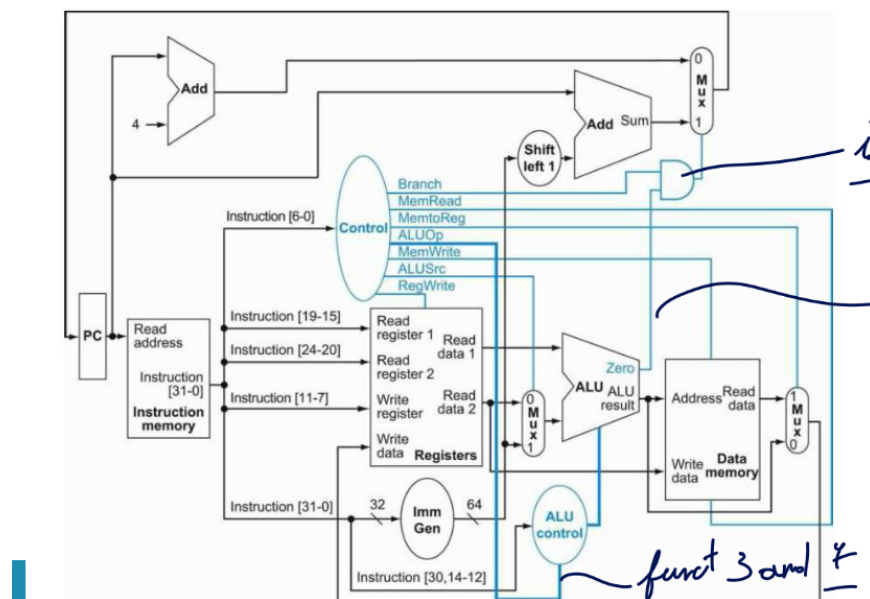 0
M
u
x
1
Add
4
Add Sum
Shift
left 1
Branch
MemRead
MemtoReg
ALUOp
MemWrite
ALUSrc
RegWrite
Control
Instruction [6-0]
Instruction [19-15]
Instruction [24-20]
Instruction [11-7]
PC
Read
address
Instruction
[31-0]
Instruction
memory
Read
register 1
Read
register 2
Write
register
Write
data
Read
data 1
Read
data 2
Registers
0
M
u
x
1
Zero
ALU
ALU
result
Address
Read
data
Write
data
Data
memory
1
M
u
x
0
Instruction [31-0]
32
Imm
Gen
64
ALU
control
Instruction [30,14-12]
funct 3 and 7